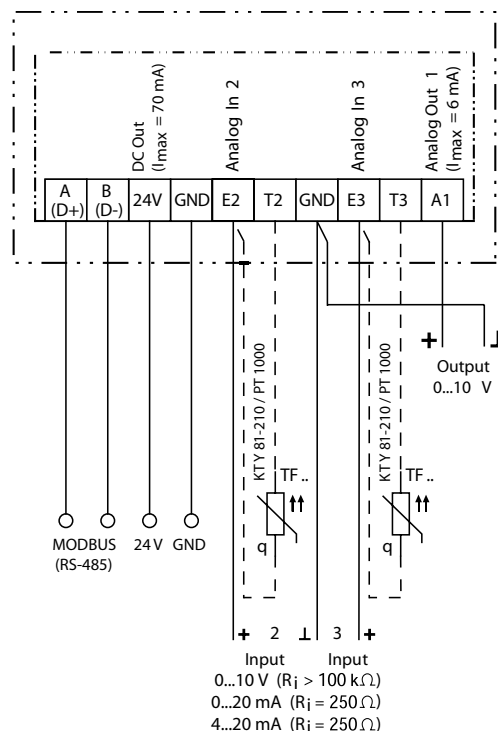 DC Out
(Imax = 70 mA)
Analog In 2
Analog In 3
Analog Out 1
(Imax = 6 mA)
A
(D+)
B
(D-)
24V
GND
E2
T2
GND
E3
T3
A1
+
⊥
Output
0...10 V
KTY 81-210 / PT 1000
KTY 81-210 / PT 1000
TF ..
TF ..
q
q
MODBUS
(RS-485)
24 V
GND
+ 2 ⊥ 3 +
Input
Input
0...10 V (Ri > 100 kΩ)
0...20 mA (Ri = 250Ω)
4...20 mA (Ri = 250Ω)